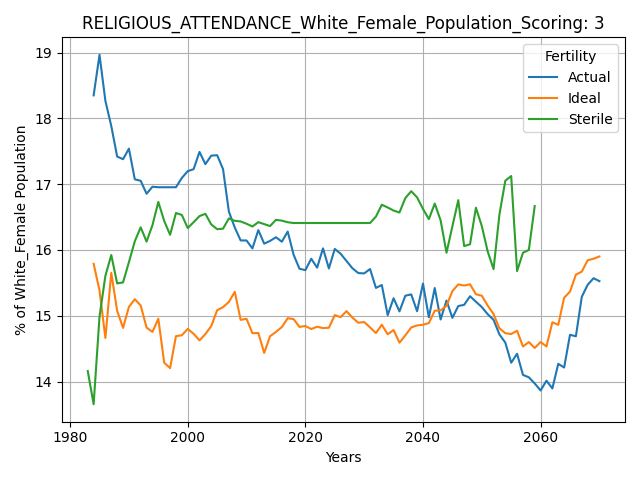 RELIGIOUS_ATTENDANCE_White_Female_Population_Scoring: 3
Fertility
Actual
Ideal
Sterile
% of White_Female Population
19
18
17
16
15
14
1980
2000
2020
2040
2060
Years